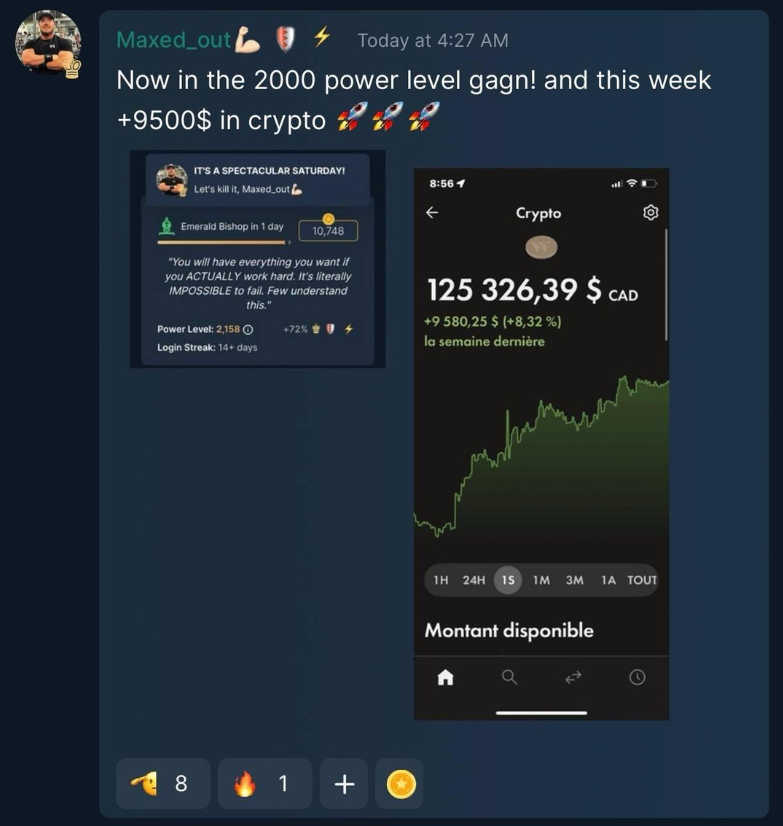 Maxed_out💪 Today at 4:27 AM
Now in the 2000 power level gagn! and this week
+9500$ in crypto 🚀🚀🚀
IT'S A SPECTACULAR SATURDAY!
Let's kill it, Maxed_out💪
Emerald Bishop in 1 day
10,748
"You will have everything you want if
you ACTUALLY work hard. It's literally
IMPOSSIBLE to fail. Few understand
this."
Power Level: 2,158
+72%
Login Streak: 14+ days
8:56
Crypto
125 326,39 $ CAD
+9 580,25 $ (+8,32 %)
la semaine dernière
1H 24H 1S 1M 3M 1A TOUT
Montant disponible
8 1 +